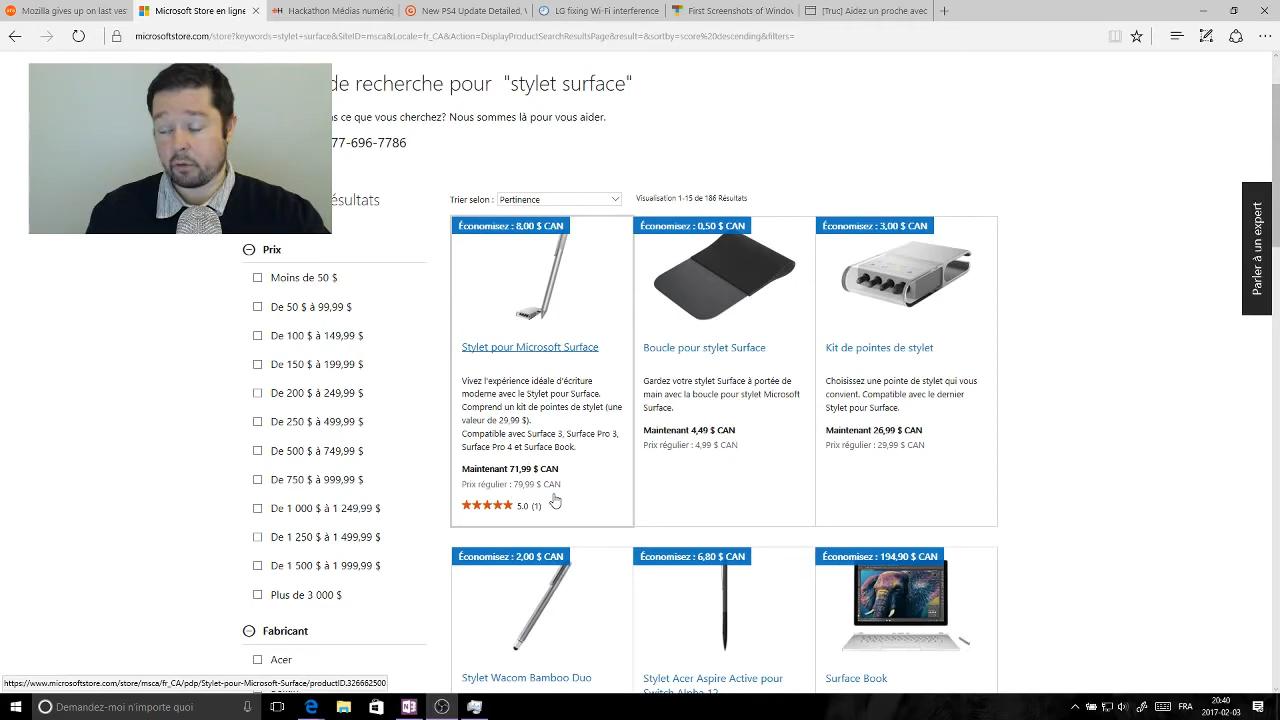 Mozilla gives up on last ves
Microsoft Store en ligne
Hackathon Médias numériq
New PS4 Update Detailed, V
LG fixing Wi-Fi interference
First Screenshots of Window
[Truc] Aidez un proche avec
microsoftstore.com/store?keywords=stylet+surface&SiteID=msca&Locale=fr_CA&Action=DisplayProductSearchResultsPage&result=&sortby=score%20descending&filters=
de recherche pour "stylet surface"
s ce que vous cherchez? Nous sommes là pour vous aider.
77-696-7786
ésultats
Trier selon : Pertinence
Visualisation 1-15 de 186 Résultats
Prix
Moins de 50 $
De 50 $ à 99,99 $
De 100 $ à 149,99 $
De 150 $ à 199,99 $
De 200 $ à 249,99 $
De 250 $ à 499,99 $
De 500 $ à 749,99 $
De 750 $ à 999,99 $
De 1 000 $ à 1 249,99 $
De 1 250 $ à 1 499,99 $
De 1 500 $ à 1 999,99 $
Plus de 3 000 $
Fabricant
Acer
Économisez : 8,00 $ CAN
Stylet pour Microsoft Surface
Vivez l'expérience idéale d'écriture
moderne avec le Stylet pour Surface.
Comprend un kit de pointes de stylet (une
valeur de 29,99 $).
Compatible avec Surface 3, Surface Pro 3,
Surface Pro 4 et Surface Book.
Maintenant 71,99 $ CAN
Prix régulier : 79,99 $ CAN
5.0 (1)
Économisez : 0,50 $ CAN
Boucle pour stylet Surface
Gardez votre stylet Surface à portée de
main avec la boucle pour stylet Microsoft
Surface.
Maintenant 4,49 $ CAN
Prix régulier : 4,99 $ CAN
Économisez : 3,00 $ CAN
Kit de pointes de stylet
Choisissez une pointe de stylet qui vous
convient. Compatible avec le dernier
Stylet pour Surface.
Maintenant 26,99 $ CAN
Prix régulier : 29,99 $ CAN
Économisez : 2,00 $ CAN
Stylet Wacom Bamboo Duo
Économisez : 6,80 $ CAN
Stylet Acer Aspire Active pour
Switch Alpha 12
Économisez : 194,90 $ CAN
Surface Book
Parler à un expert
https://www.microsoftstore.com/store/msca/fr_CA/pdp/Stylet-pour-Microsoft-Surface/productID.326662500
Demandez-moi n'importe quoi
FRA
20:40
2017-02-03